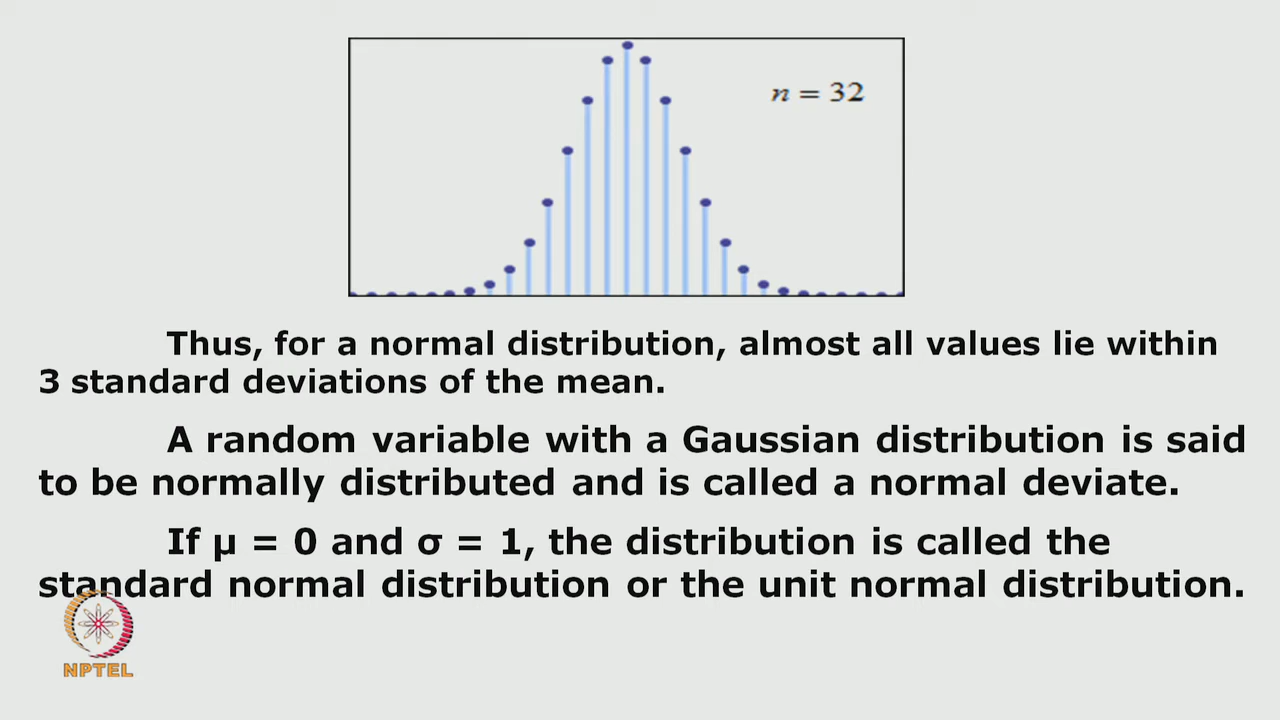 n = 32
Thus, for a normal distribution, almost all values lie within
3 standard deviations of the mean.
A random variable with a Gaussian distribution is said
to be normally distributed and is called a normal deviate.
If μ = 0 and σ = 1, the distribution is called the
standard normal distribution or the unit normal distribution.
NPTEL